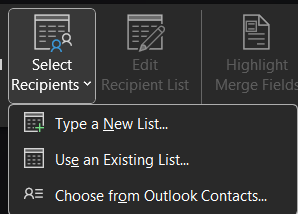 Select
Recipients
Edit
Recipient List
Highlight
Merge Fields
Type a New List...
Use an Existing List...
Choose from Outlook Contacts...